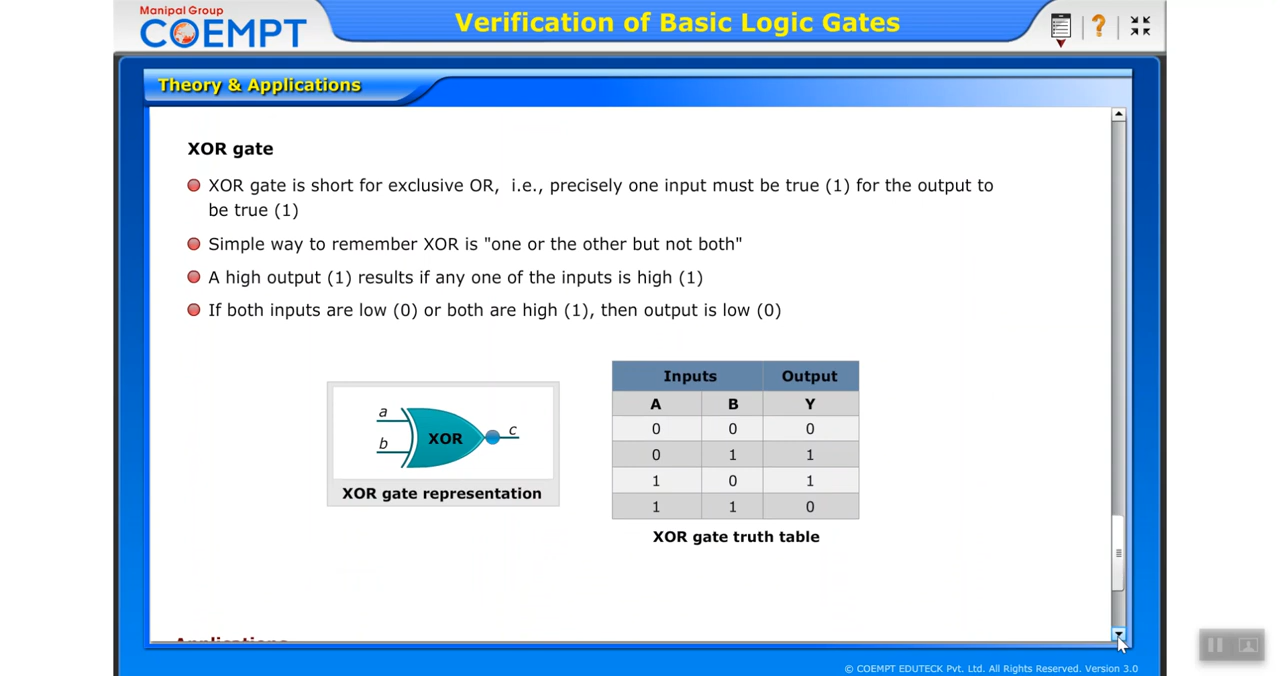 Manipal Group
COEMPT
Verification of Basic Logic Gates
?
Theory & Applications
XOR gate
XOR gate is short for exclusive OR, i.e., precisely one input must be true (1) for the output to
be true (1)
Simple way to remember XOR is "one or the other but not both"
A high output (1) results if any one of the inputs is high (1)
If both inputs are low (0) or both are high (1), then output is low (0)
a
b
XOR
c
XOR gate representation
Inputs Output
A B Y
0 0 0
0 1 1
1 0 1
1 1 0
XOR gate truth table
Applications
© COEMPT EDUTECK Pvt. Ltd. All Rights Reserved. Version 3.0